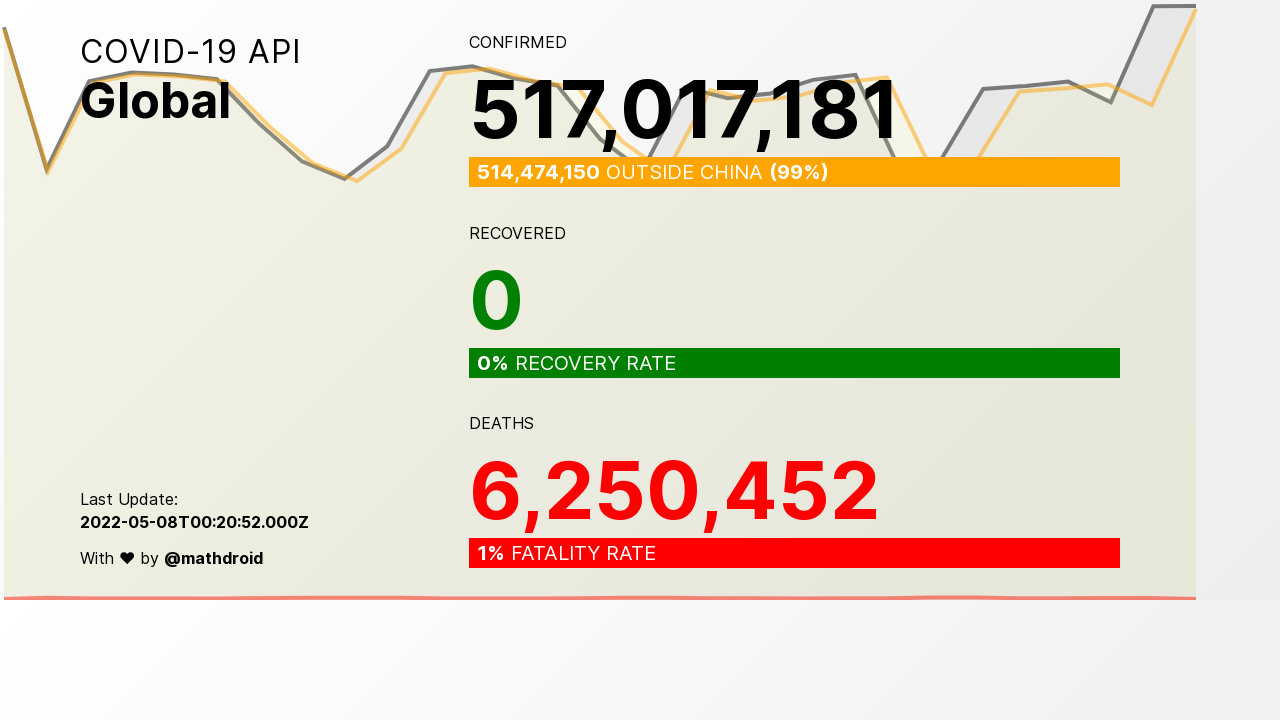 COVID-19 API
Global
CONFIRMED
517,017,181
514,474,150 OUTSIDE CHINA (99%)
RECOVERED
0
0% RECOVERY RATE
DEATHS
6,250,452
1% FATALITY RATE
Last Update:
2022-05-08T00:20:52.000Z
With ♥ by @mathdroid